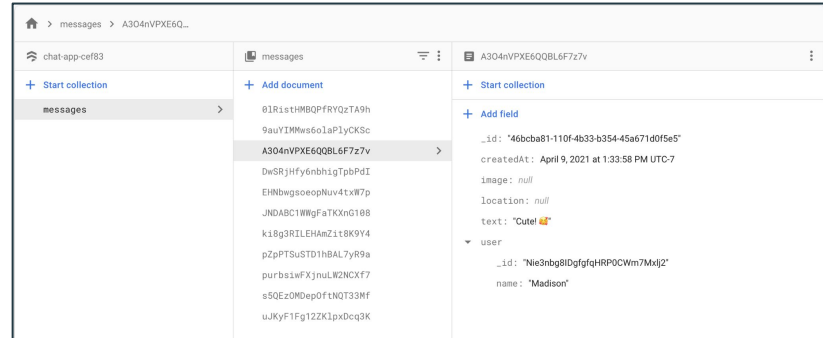 > messages > A3O4nVPXE6Q...
chat-app-cef83
+ Start collection
messages >
messages
+ Add document
0lRistHMBQPfRYQzTA9h
9auYIMMws6olaPlyCKSc
A3O4nVPXE6QQBL6F7z7v >
DwSRjHfy6nbhigTpbPdI
EHNbwgsoeopNuv4txW7p
JNDABC1WWgFaTKXnG108
ki8g3RILEHAmZit8K9Y4
pZpPTSuSTD1hBAL7yR9a
purbsiwFXjnuLW2NCXf7
s5QEzOMDepOftNQT33Mf
uJKyF1Fg12ZKlpxDcq3K
A3O4nVPXE6QQBL6F7z7v
+ Start collection
+ Add field
_id: "46bcba81-110f-4b33-b354-45a671d0f5e5"
createdAt: April 9, 2021 at 1:33:58 PM UTC-7
image: null
location: null
text: "Cute! 🥰"
user
_id: "Nie3nbg8IDgfgfqHRP0CWm7Mxlj2"
name: "Madison"